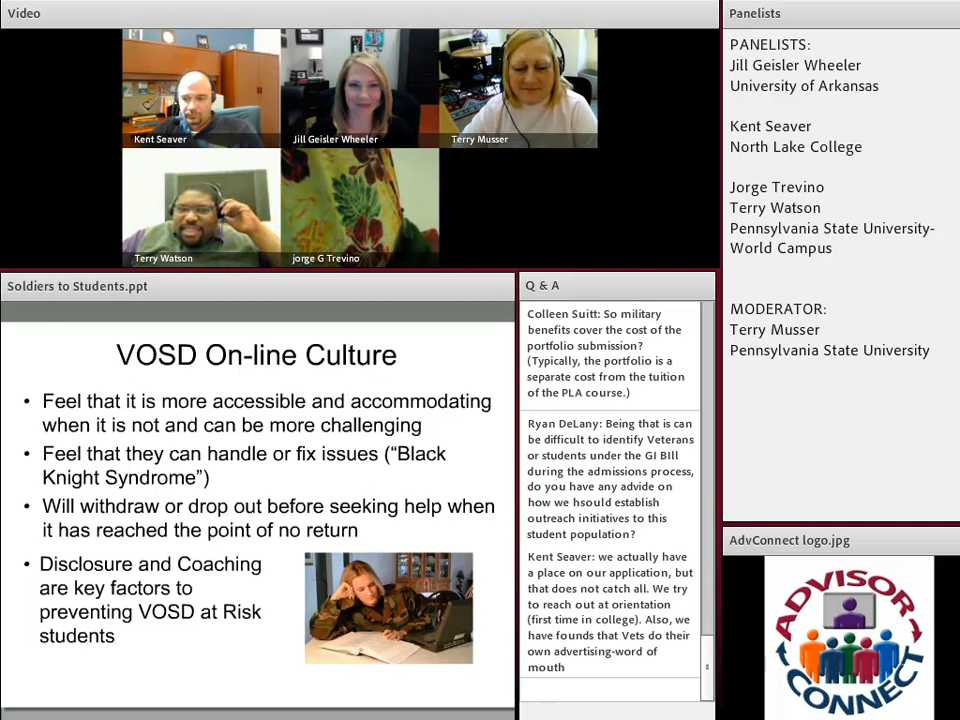 Video
Kent Seaver
Jill Geisler Wheeler
Terry Musser
Terry Watson
jorge G Trevino
Soldiers to Students.ppt
VOSD On-line Culture
• Feel that it is more accessible and accommodating
when it is not and can be more challenging
• Feel that they can handle or fix issues (“Black
Knight Syndrome”)
• Will withdraw or drop out before seeking help when
it has reached the point of no return
• Disclosure and Coaching
are key factors to
preventing VOSD at Risk
students
Q & A
Colleen Suitt: So military
benefits cover the cost of the
portfolio submission?
(Typically, the portfolio is a
separate cost from the tuition
of the PLA course.)
Ryan DeLany: Being that is can
be difficult to identify Veterans
or students under the GI BIll
during the admissions process,
do you have any advide on
how we hsould establish
outreach initiatives to this
student population?
Kent Seaver: we actually have
a place on our application, but
that does not catch all. We try
to reach out at orientation
(first time in college). Also, we
have founds that Vets do their
own advertising-word of
mouth
Panelists
PANELISTS:
Jill Geisler Wheeler
University of Arkansas
Kent Seaver
North Lake College
Jorge Trevino
Terry Watson
Pennsylvania State University-
World Campus
MODERATOR:
Terry Musser
Pennsylvania State University
AdvConnect logo.jpg
ADVISOR
CONNECT